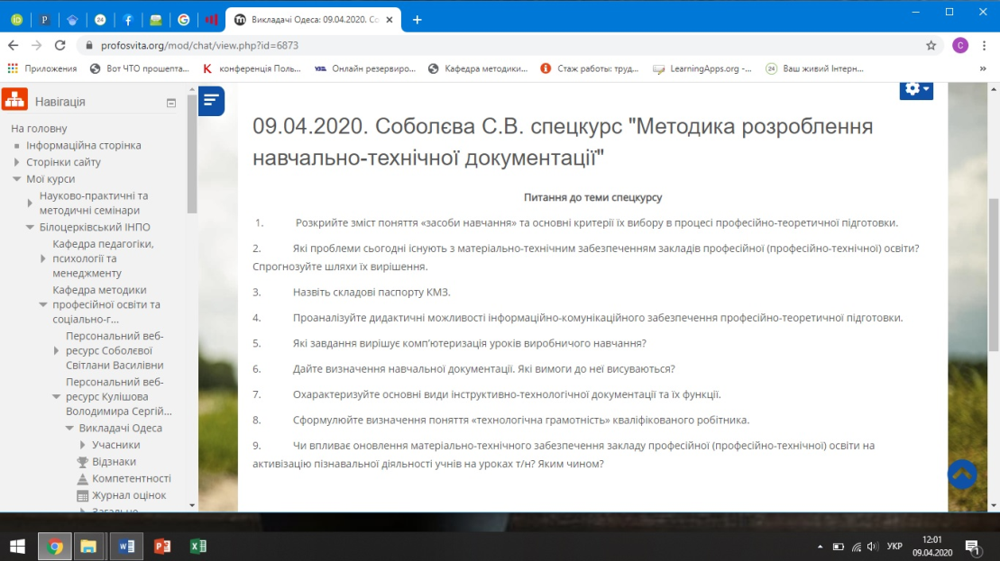 Викладачі Одеса: 09.04.2020. Со
profosvita.org/mod/chat/view.php?id=6873
Приложения
Вот ЧТО прошепта...
конференція Поль...
Онлайн резервиро...
Кафедра методики...
Стаж работы: труд...
LearningApps.org -...
Ваш живий Інтерн...
»
Навігація
На головну
Інформаційна сторінка
Сторінки сайту
Мої курси
Науково-практичні та
методичні семінари
Білоцерківський ІНПО
Кафедра педагогіки,
психології та
менеджменту
Кафедра методики
професійної освіти та
соціально-г...
Персональний веб-
ресурс Соболєвої
Світлани Василівни
Персональний веб-
ресурс Кулішова
Володимира Сергій...
Викладачі Одеса
Учасники
Відзнаки
Компетентності
Журнал оцінок
Загальне
09.04.2020. Соболєва С.В. спецкурс "Методика розроблення
навчально-технічної документації"
Питання до теми спецкурсу
1. Розкрийте зміст поняття «засоби навчання» та основні критерії їх вибору в процесі професійно-теоретичної підготовки.
2. Які проблеми сьогодні існують з матеріально-технічним забезпеченням закладів професійної (професійно-технічної) освіти?
Спрогнозуйте шляхи їх вирішення.
3. Назвіть складові паспорту КМЗ.
4. Проаналізуйте дидактичні можливості інформаційно-комунікаційного забезпечення професійно-теоретичної підготовки.
5. Які завдання вирішує комп’ютеризація уроків виробничого навчання?
6. Дайте визначення навчальної документації. Які вимоги до неї висуваються?
7. Охарактеризуйте основні види інструктивно-технологічної документації та їх функції.
8. Сформулюйте визначення поняття «технологічна грамотність» кваліфікованого робітника.
9. Чи впливає оновлення матеріально-технічного забезпечення закладу професійної (професійно-технічної) освіти на
активізацію пізнавальної діяльності учнів на уроках т/н? Яким чином?
УКР
12:01
09.04.2020